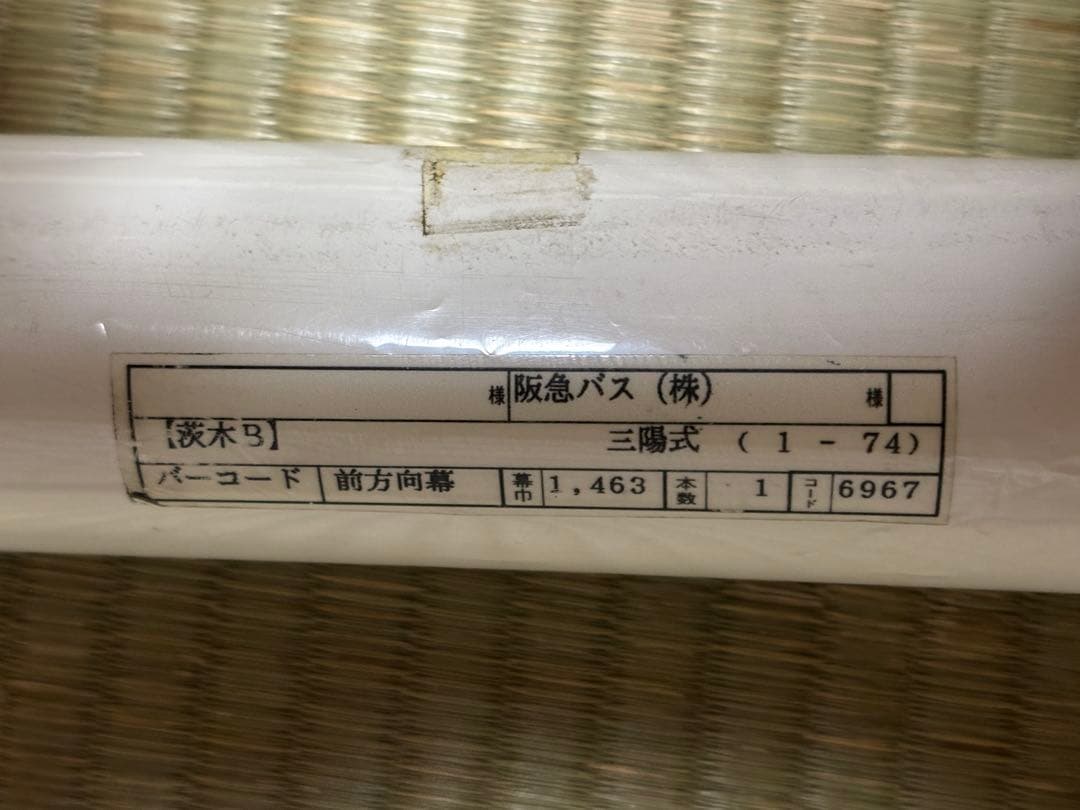 様 阪急バス（株） 様
【茨木B】 三陽式 （1－74）
バーコード 前方向幕 幕巾 1,463 本数 1 コード 6967